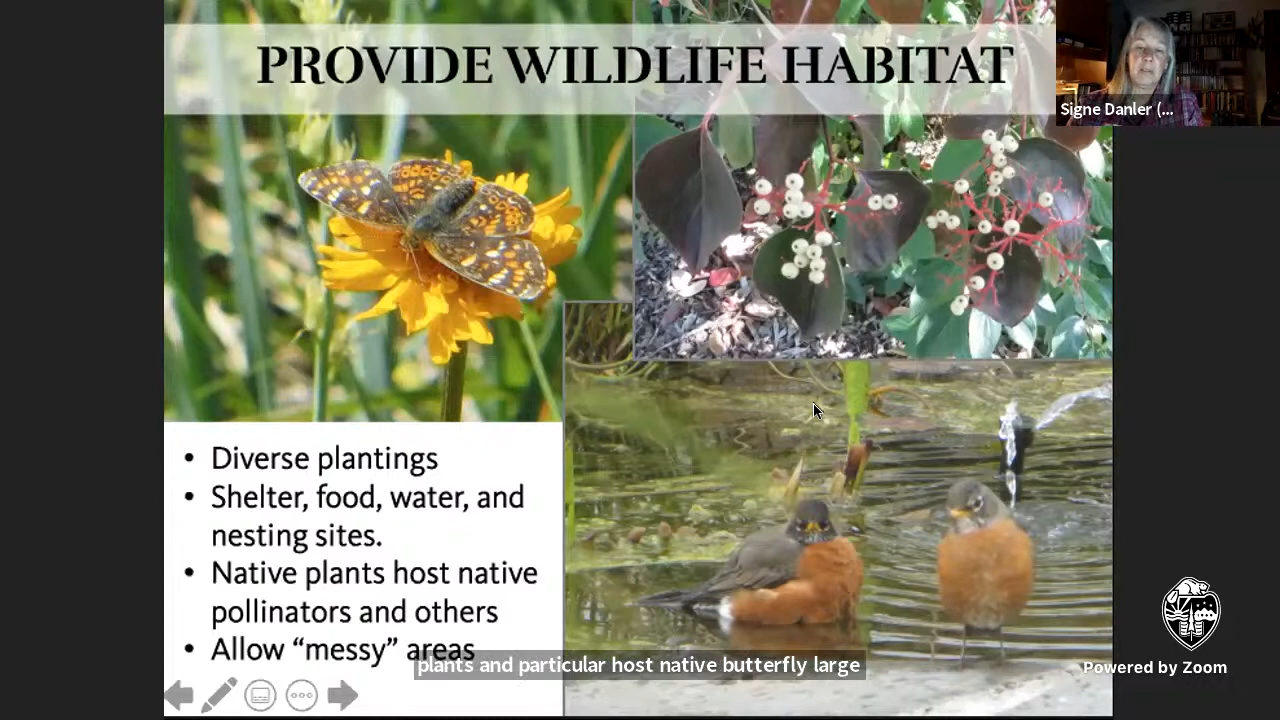 PROVIDE WILDLIFE HABITAT
Signe Danler (...
• Diverse plantings
• Shelter, food, water, and
nesting sites.
• Native plants host native
pollinators and others
• Allow “messy” areas
plants and particular host native butterfly large
Powered by Zoom